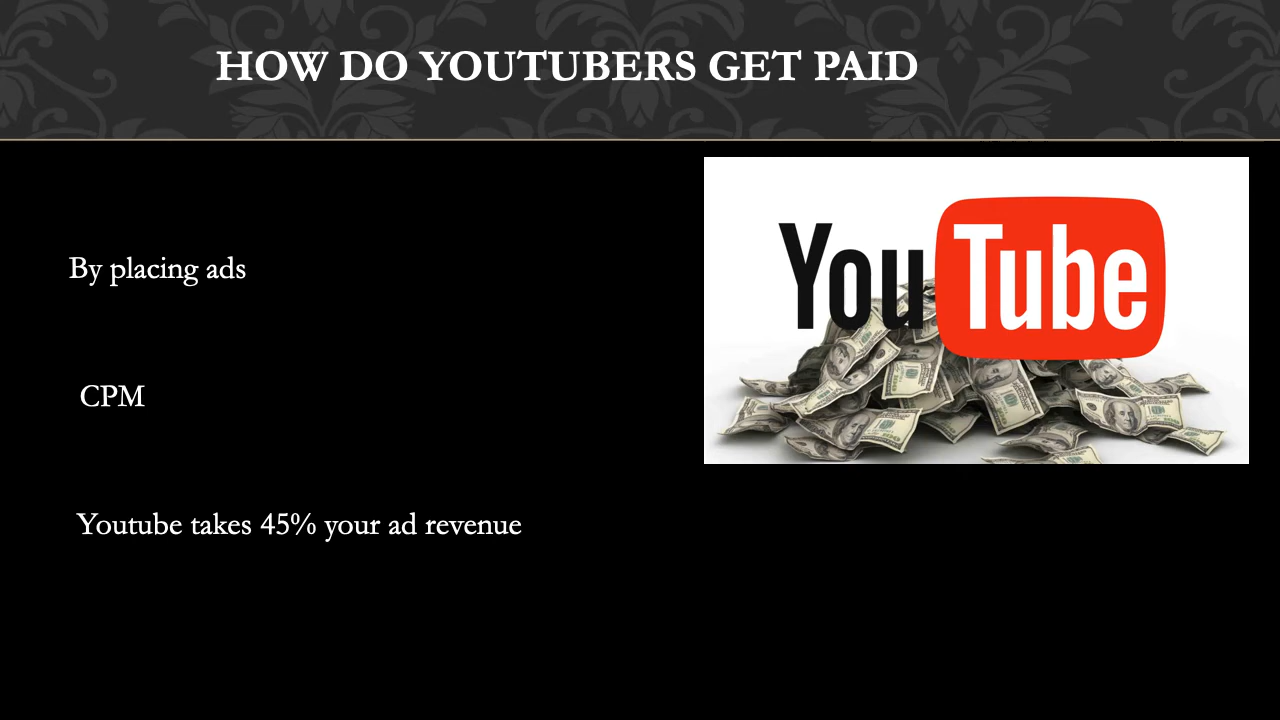 HOW DO YOUTUBERS GET PAID
By placing ads
CPM
Youtube takes 45% your ad revenue
YouTube